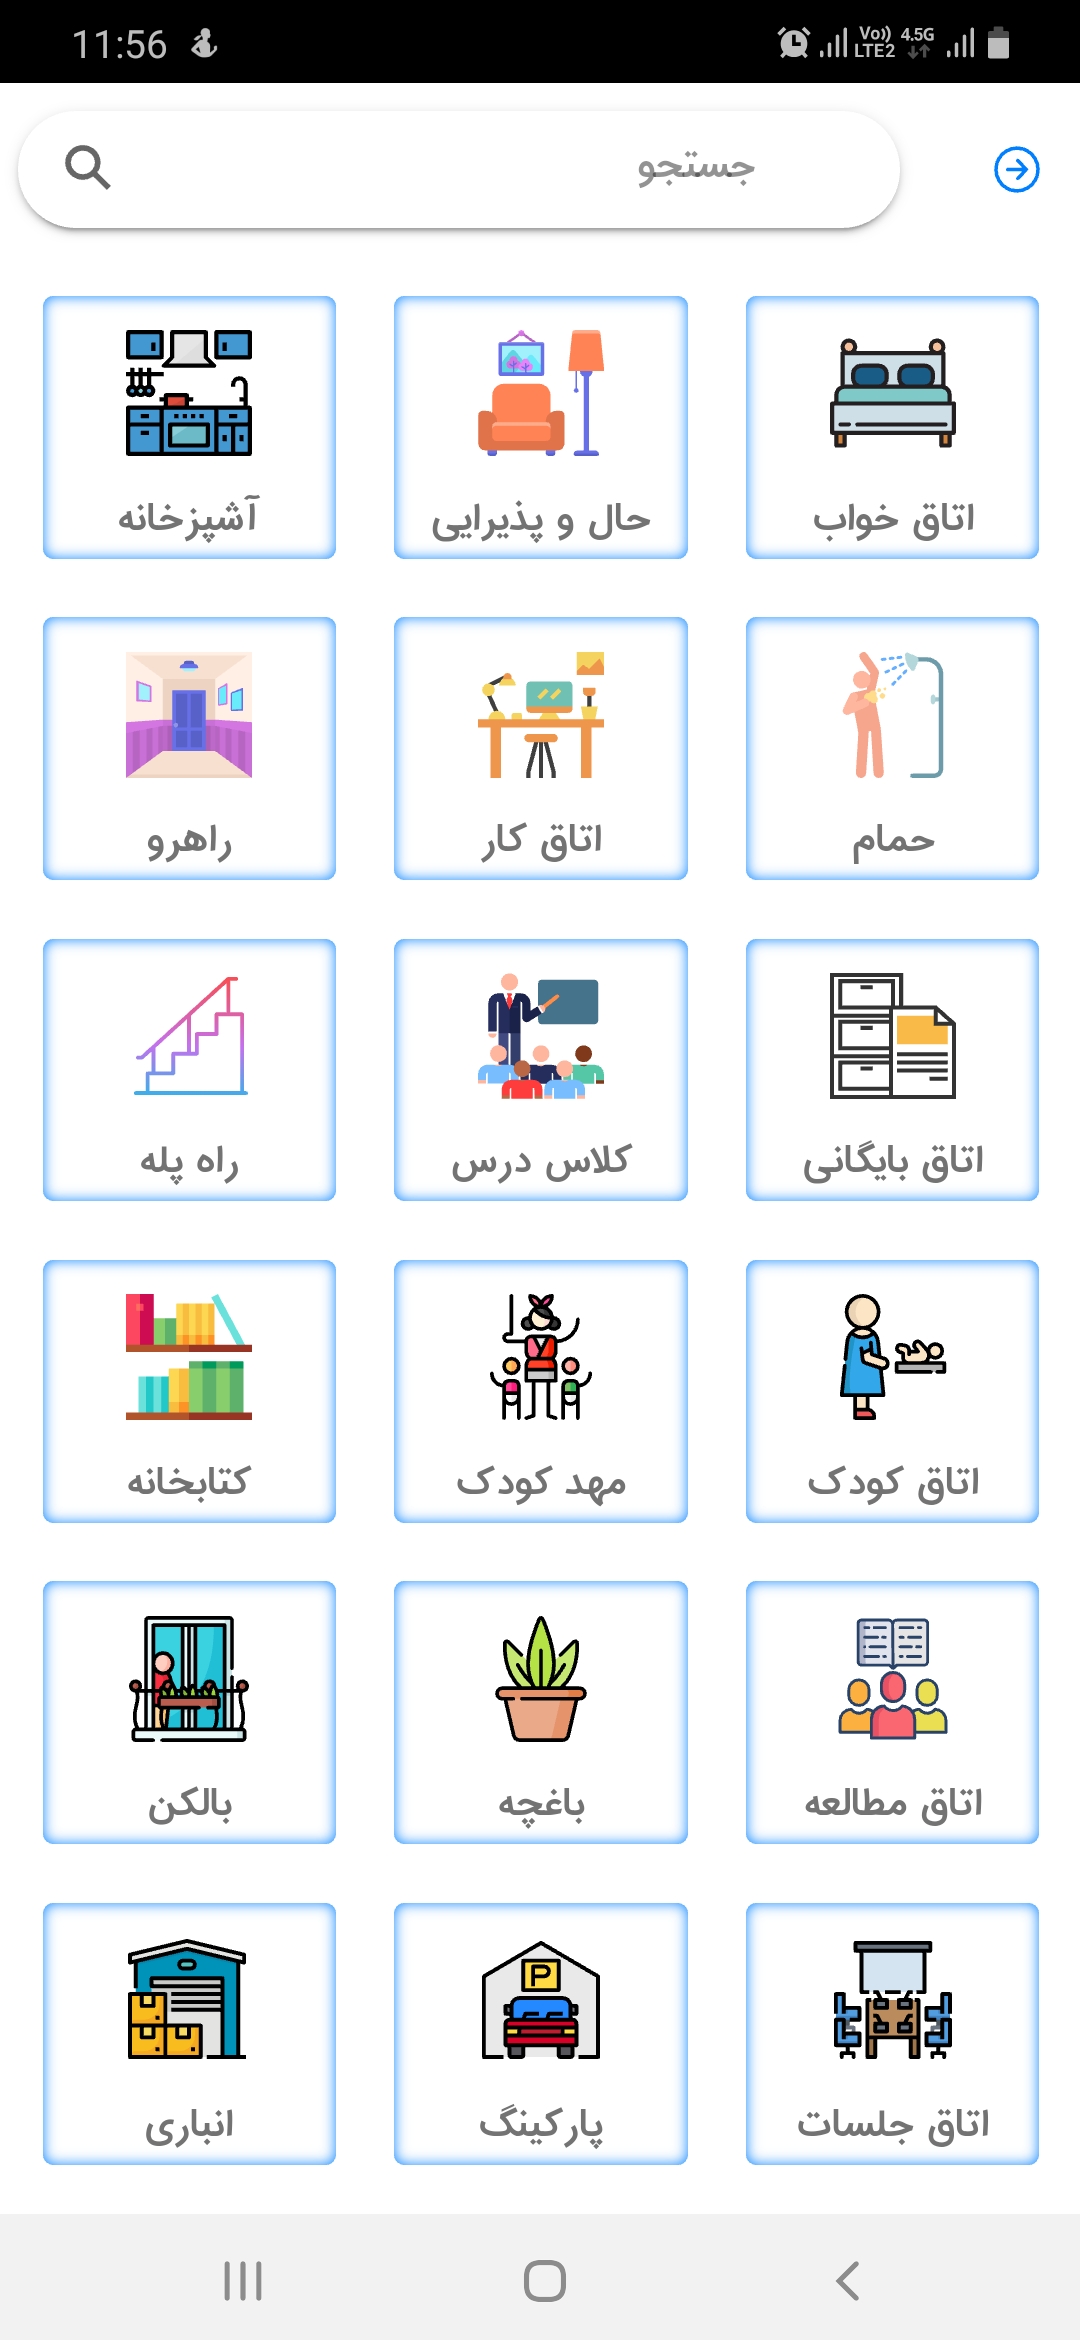 11:56 Vo)) LTE2 4.5G
جستجو
اتاق خواب
حال و پذیرایی
آشپزخانه
حمام
اتاق کار
راهرو
اتاق بایگانی
کلاس درس
راه پله
اتاق کودک
مهد کودک
کتابخانه
اتاق مطالعه
باغچه
بالکن
P
اتاق جلسات
پارکینگ
انباری